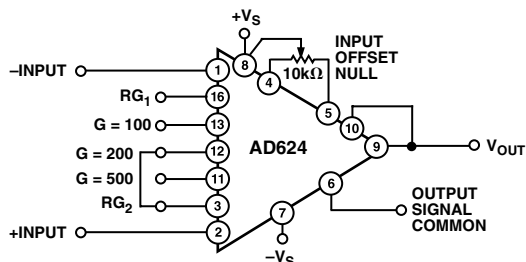 +VS
–INPUT
1
8
INPUT
OFFSET
NULL
10kΩ
4
RG1
16
5
G = 100
13
10
G = 200
12
AD624
9
VOUT
G = 500
11
6
RG2
3
7
OUTPUT
SIGNAL
COMMON
+INPUT
2
–VS